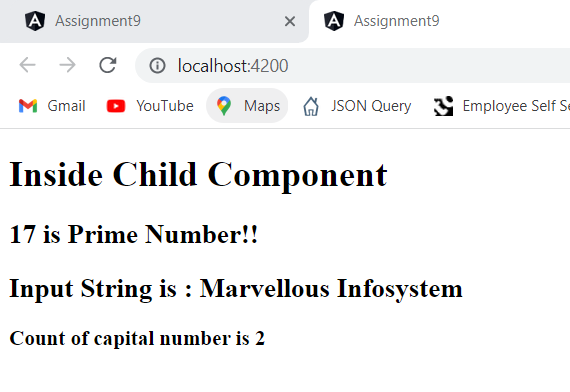 Assignment9
Assignment9
localhost:4200
Gmail YouTube Maps JSON Query Employee Self
Inside Child Component
17 is Prime Number!!
Input String is : Marvellous Infosystem
Count of capital number is 2